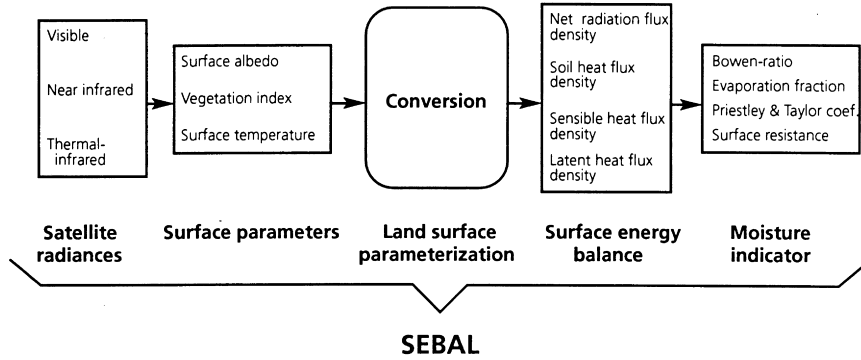 Visible
Near infrared
Thermal-
infrared
Surface albedo
Vegetation index
Surface temperature
Conversion
Net radiation flux
density
Soil heat flux
density
Sensible heat flux
density
Latent heat flux
density
Bowen-ratio
Evaporation fraction
Priestley & Taylor coef.
Surface resistance
Satellite
radiances
Surface parameters
Land surface
parameterization
Surface energy
balance
Moisture
indicator
SEBAL